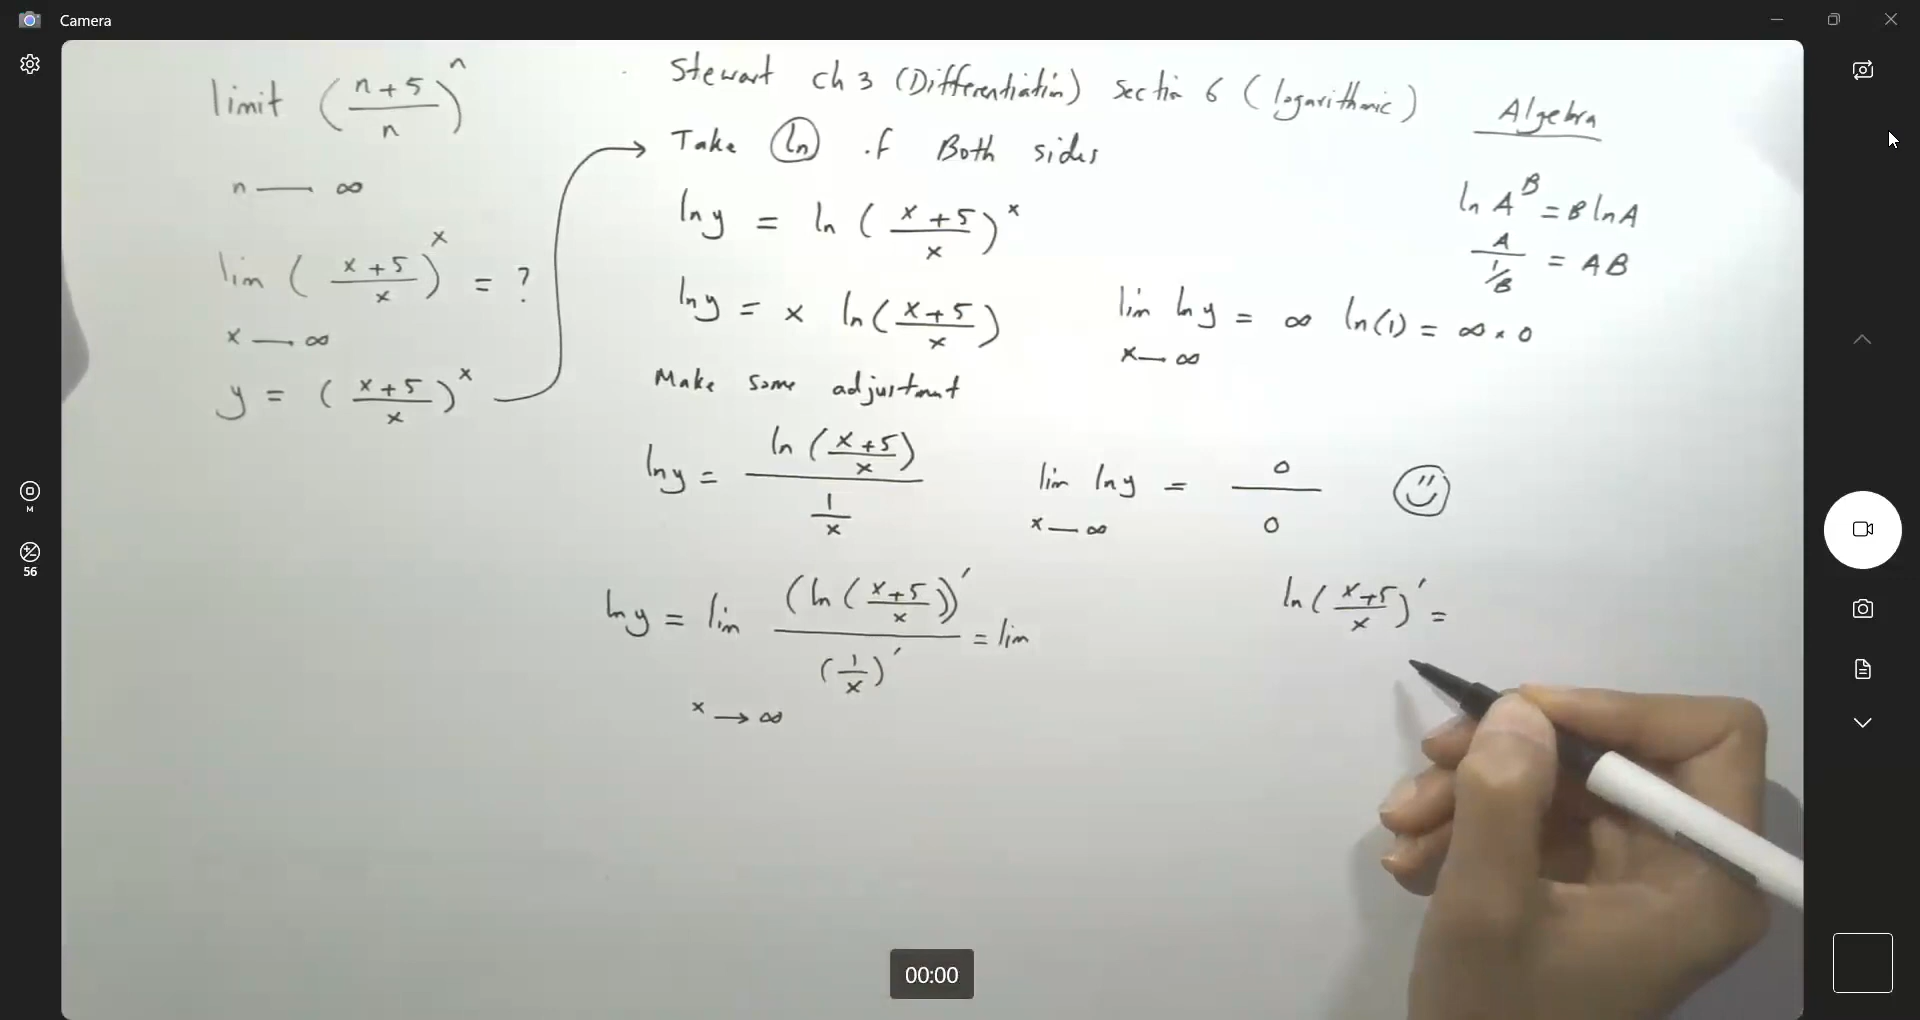 Camera
limit ((n+5)/n)^n
n — ∞
lim ((x+5)/x)^x = ?
x — ∞
y = ((x+5)/x)^x
Stewart ch 3 (Differentiation) Section 6 (logarithmic)
Take ln of Both sides
ln y = ln ((x+5)/x)^x
ln y = x ln((x+5)/x)
lim ln y = ∞ ln(1) = ∞ × 0
x — ∞
Make some adjustment
ln y = ln((x+5)/x) / (1/x)
lim ln y = 0/0
x — ∞
ln y = lim (ln((x+5)/x))′ / (1/x)′ = lim
x → ∞
ln((x+5)/x)′ =
Algebra
ln A^B = B ln A
A/(1/B) = AB
M
56
00:00